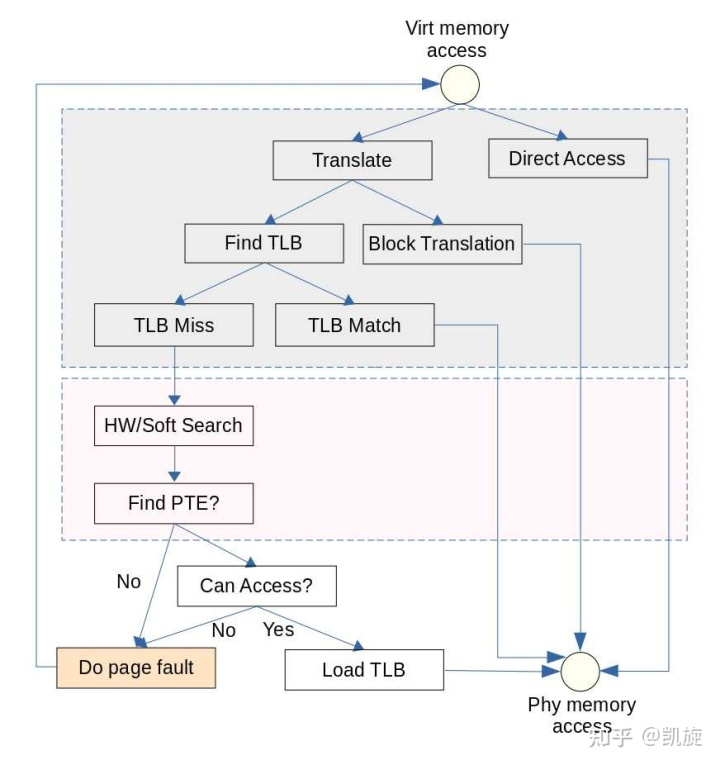 Virt memory
access
Translate
Direct Access
Find TLB
Block Translation
TLB Miss
TLB Match
HW/Soft Search
Find PTE?
No
Can Access?
No
Yes
Do page fault
Load TLB
Phy memory
access
知乎 @凯旋